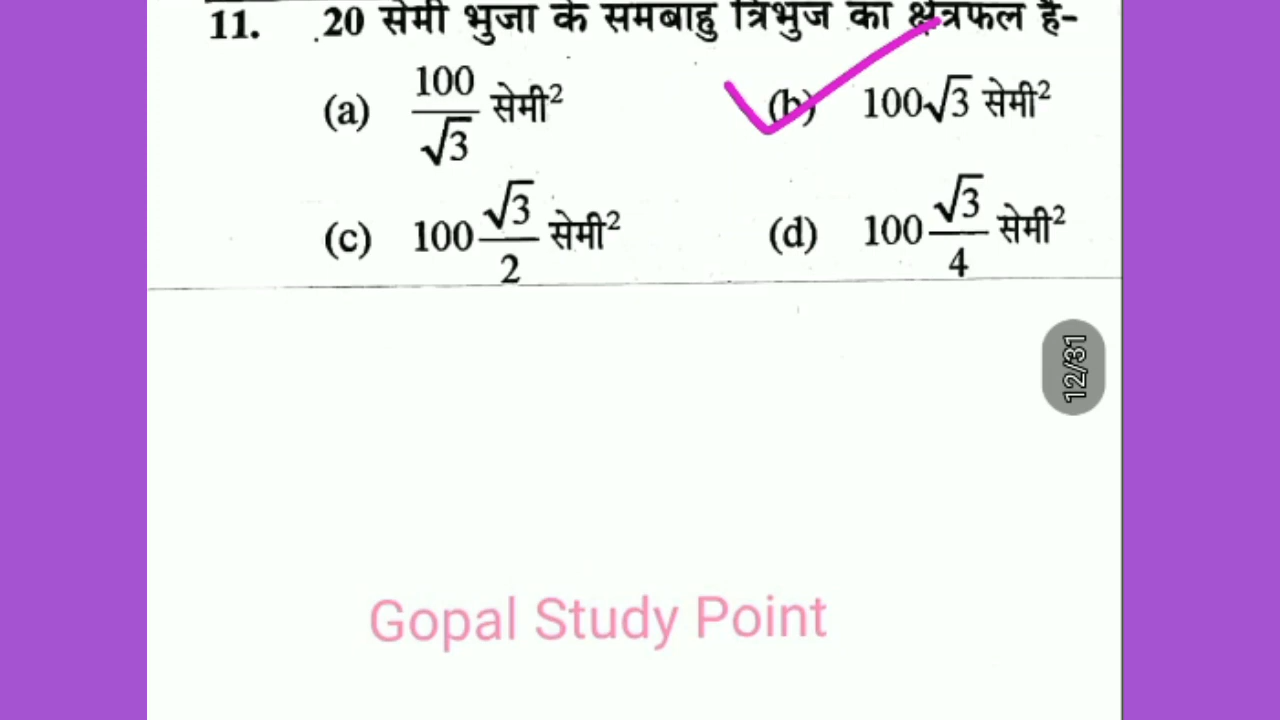 11. 20 सेमी भुजा के समबाहु त्रिभुज का क्षेत्रफल है-
(a) 100/√3 सेमी² (b) 100√3 सेमी²
(c) 100 √3/2 सेमी² (d) 100 √3/4 सेमी²
12/31
Gopal Study Point